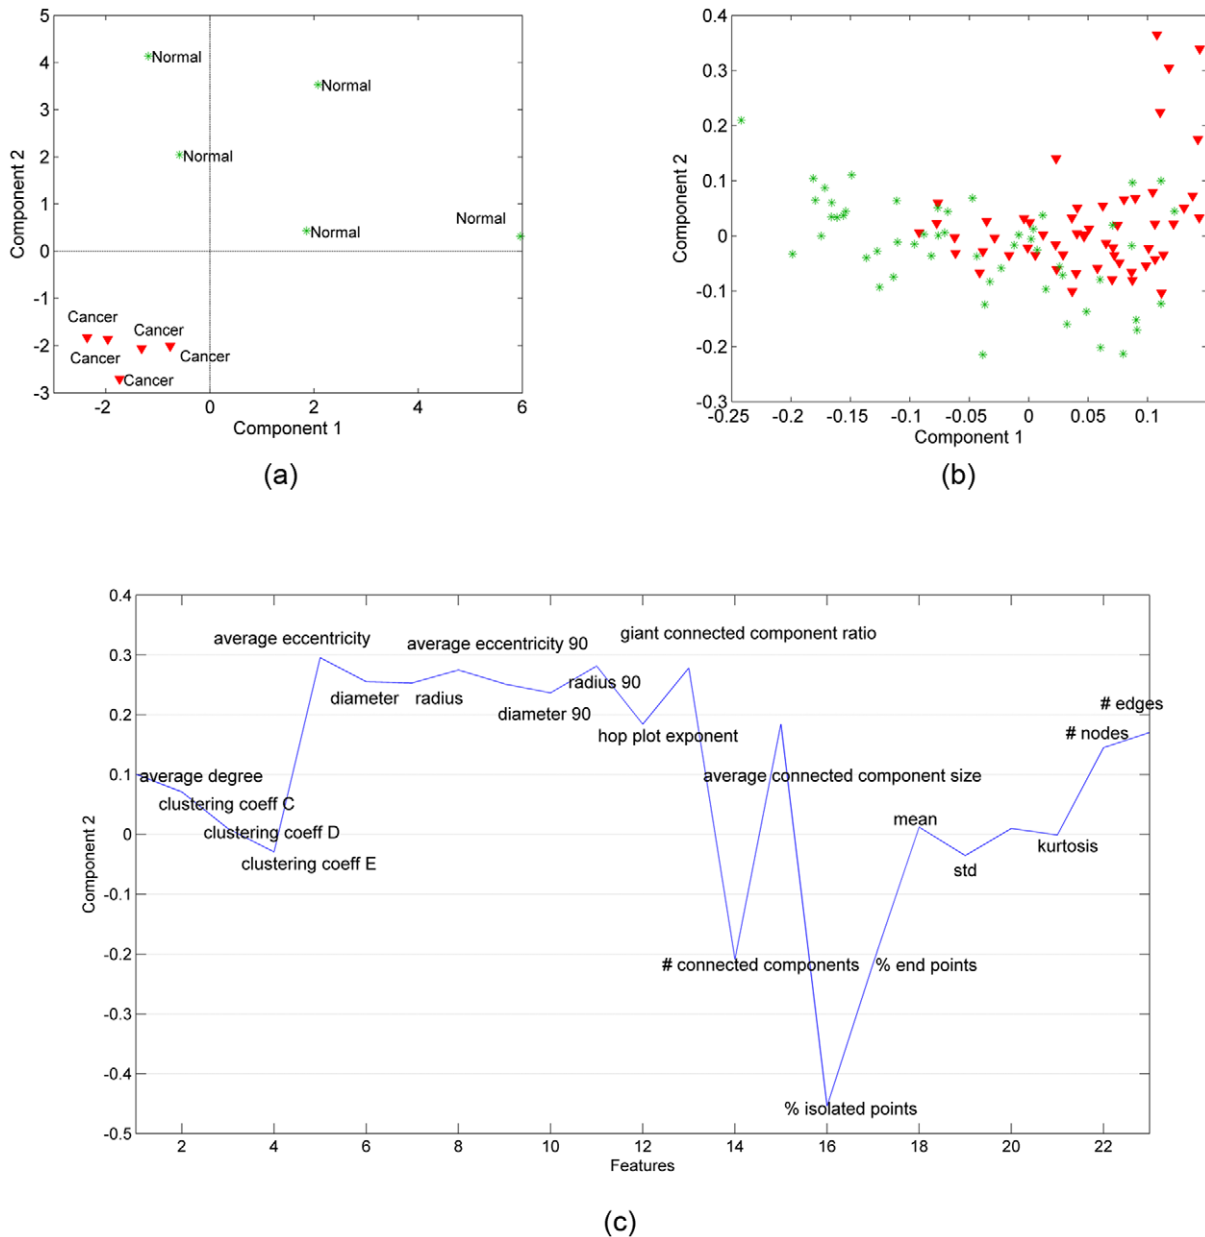 5
4
3
2
1
0
-1
-2
-3
Component 2
Normal
Normal
Normal
Normal
Normal
Cancer
Cancer
Cancer
Cancer
Cancer
-2
0
2
4
6
Component 1
(a)
0.4
0.3
0.2
0.1
0
-0.1
-0.2
-0.3
Component 2
-0.25
-0.2
-0.15
-0.1
-0.05
0
0.05
0.1
Component 1
(b)
0.4
0.3
0.2
0.1
0
-0.1
-0.2
-0.3
-0.4
-0.5
Component 2
average degree
clustering coeff C
clustering coeff D
clustering coeff E
average eccentricity
diameter
radius
average eccentricity 90
diameter 90
radius 90
hop plot exponent
giant connected component ratio
# connected components
average connected component size
% isolated points
% end points
mean
std
kurtosis
# nodes
# edges
2
4
6
8
10
12
14
16
18
20
22
Features
(c)